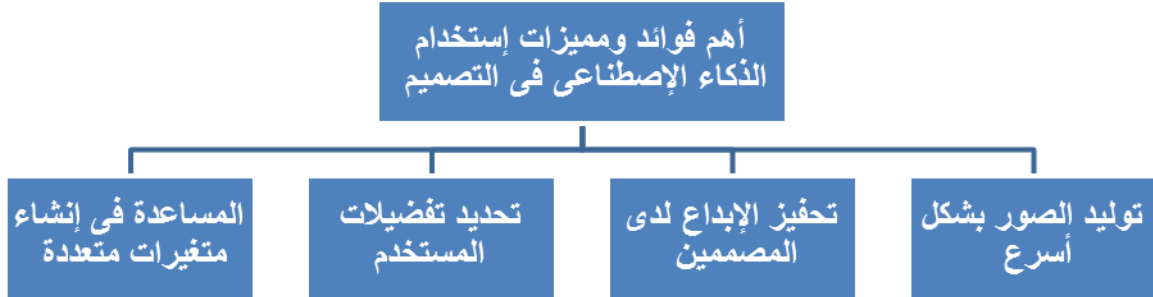 أهم فوائد ومميزات إستخدام
الذكاء الإصطناعى فى التصميم
توليد الصور بشكل
أسرع
تحفيز الإبداع لدى
المصممين
تحديد تفضيلات
المستخدم
المساعدة فى إنشاء
متغيرات متعددة